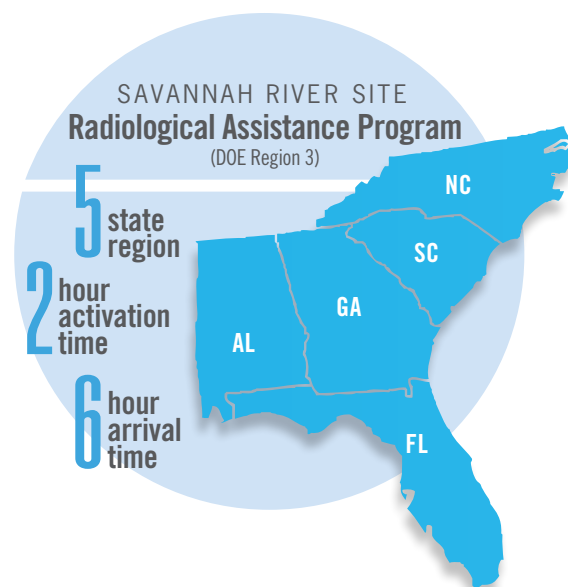 SAVANNAH RIVER SITE
Radiological Assistance Program
(DOE Region 3)
5 state
region
2 hour
activation
time
6 hour
arrival
time
NC
SC
GA
AL
FL